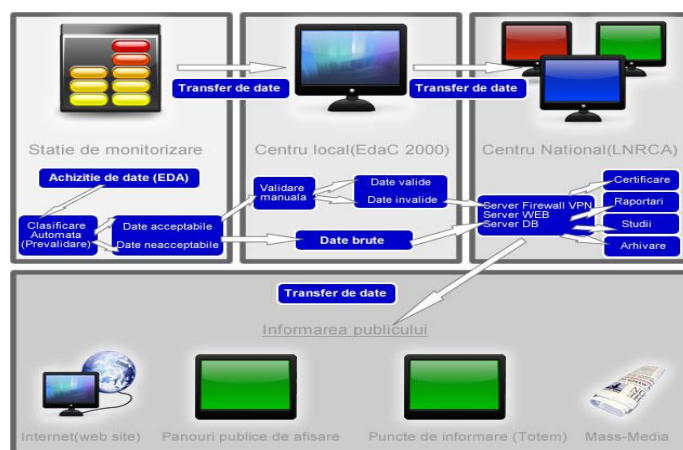 Transfer de date
Transfer de date
Statie de monitorizare
Centru local(EdaC 2000)
Centru National(LNRCA)
Achizitie de date (EDA)
Clasificare
Automata
(Prevalidare)
Date acceptabile
Date neacceptabile
Validare
manuala
Date valide
Date invalide
Date brute
Server Firewall VPN
Server WEB
Server DB
Certificare
Raportari
Studii
Arhivare
Transfer de date
Informarea publicului
Internet(web site)
Panouri publice de afisare
Puncte de informare (Totem)
Mass-Media